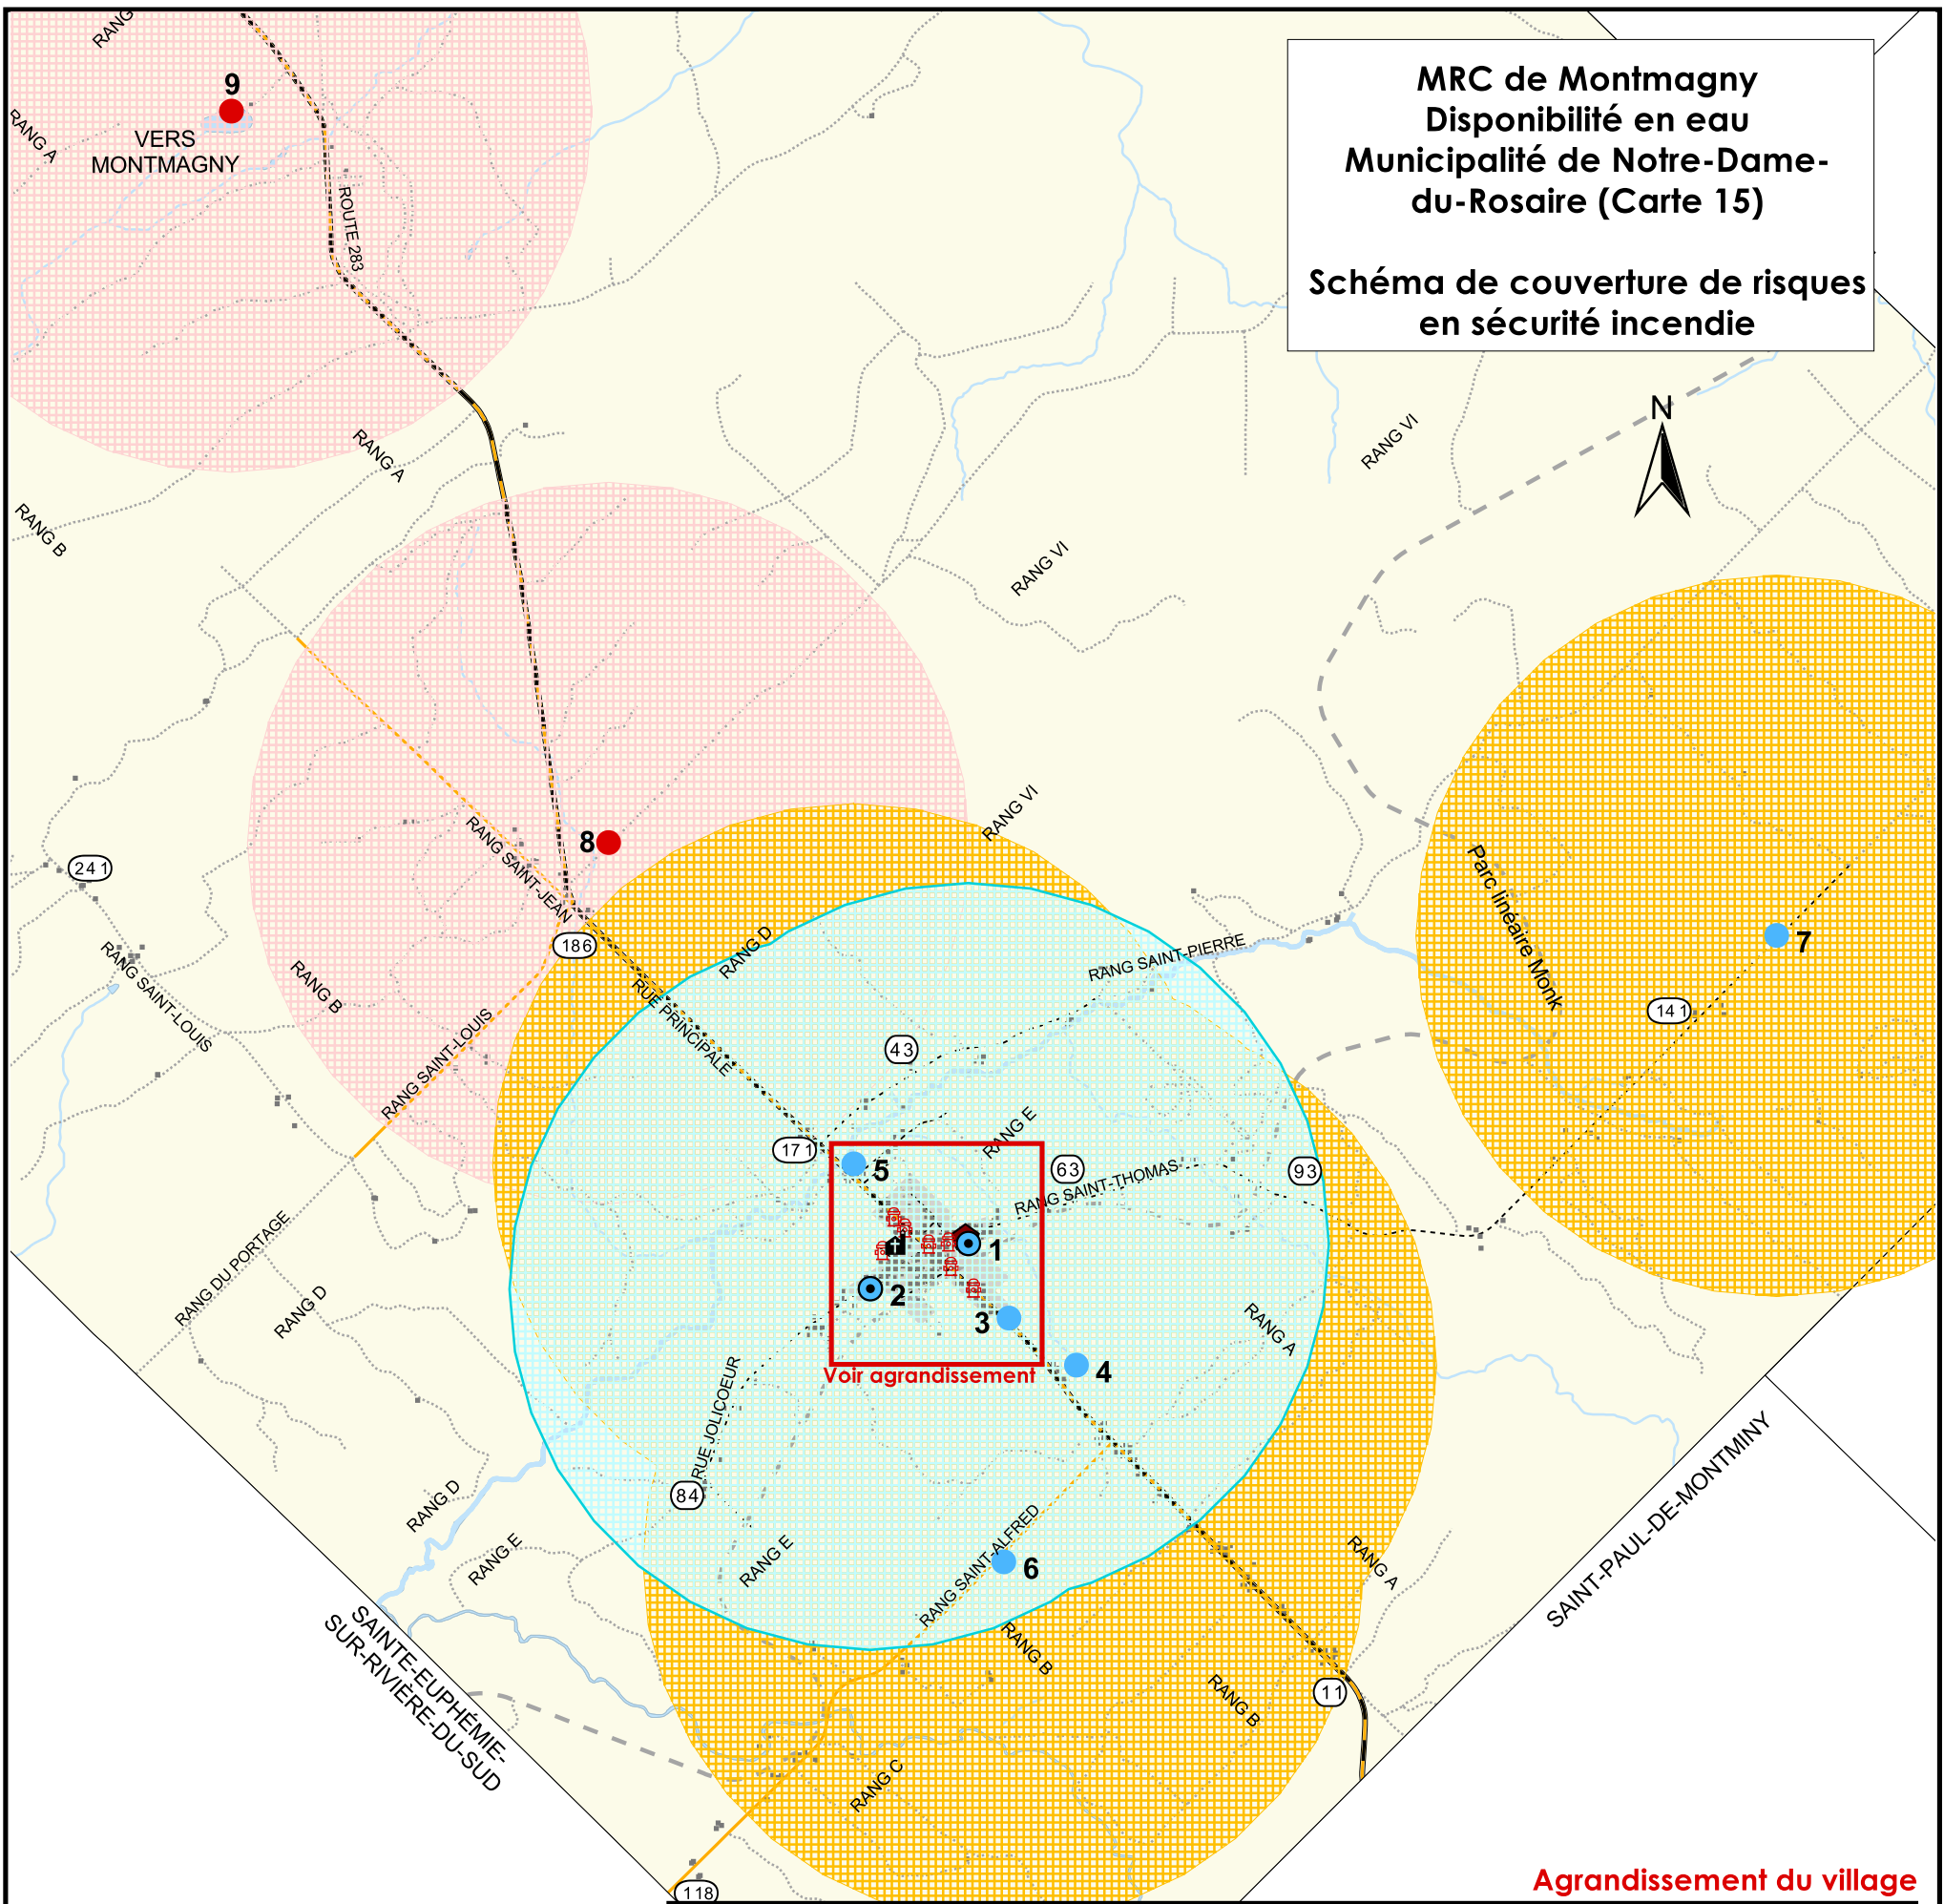 MRC de Montmagny
Disponibilité en eau
Municipalité de Notre-Dame-
du-Rosaire (Carte 15)
Schéma de couverture de risques
en sécurité incendie
RANG
9
RANG A
VERS
MONTMAGNY
ROUTE 283
N
RANG VI
RANG A
RANG B
RANG VI
RANG VI
8
RANG SAINT-JEAN
241
Parc linéaire Monk
7
186
RANG D
RANG SAINT-PIERRE
RANG SAINT-LOUIS
RANG B
141
RUE PRINCIPALE
RANG SAINT-LOUIS
43
RANG E
171
5
63
RANG SAINT-THOMAS
93
1
RANG DU PORTAGE
RANG D
2
3
RANG A
Voir agrandissement
4
RUE JOLICOEUR
84
RANG D
RANG E
RANG E
RANG SAINT-ALFRED
6
RANG A
SAINT-PAUL-DE-MONTMINY
SAINTE-EUPHÉMIE-
SUR-RIVIÈRE-DU-SUD
RANG B
RANG B
11
RANG C
118
Agrandissement du village